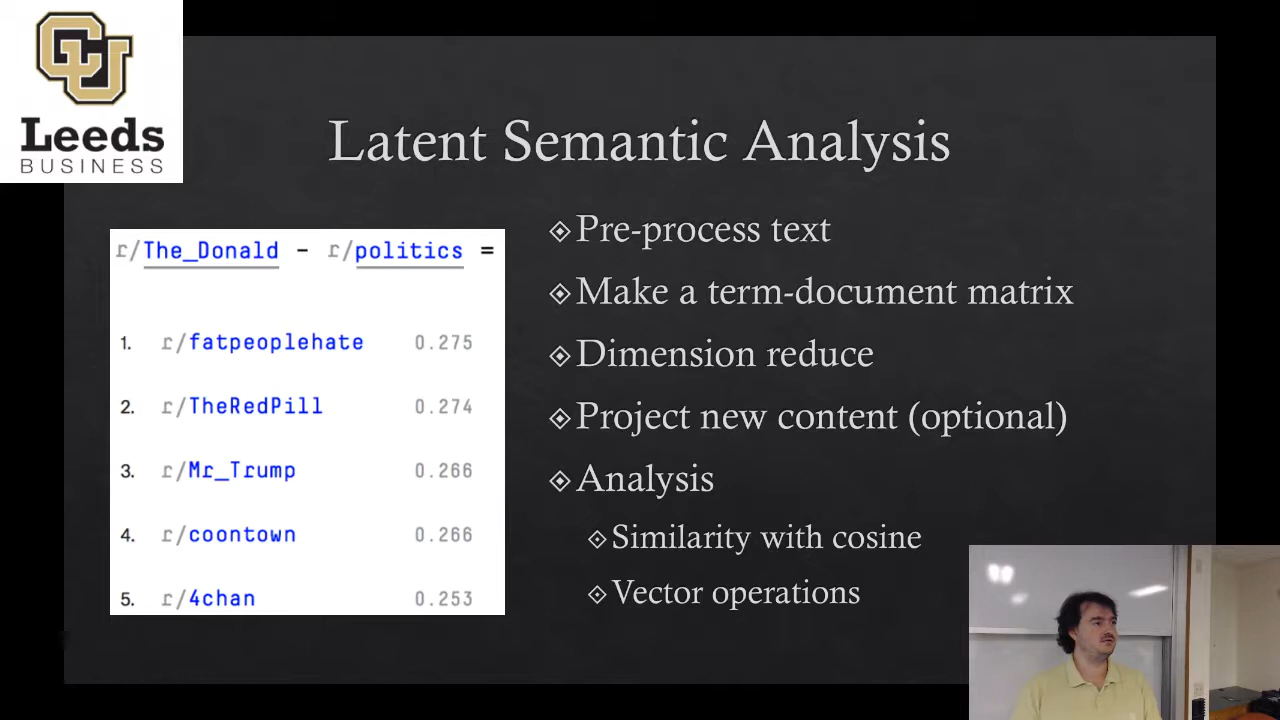 Leeds
BUSINESS
Latent Semantic Analysis
r/The_Donald - r/politics =
1. r/fatpeoplehate 0.275
2. r/TheRedPill 0.274
3. r/Mr_Trump 0.266
4. r/coontown 0.266
5. r/4chan 0.253
Pre-process text
Make a term-document matrix
Dimension reduce
Project new content (optional)
Analysis
Similarity with cosine
Vector operations